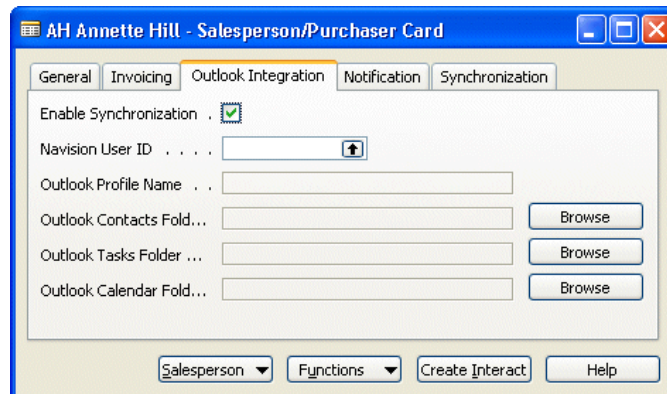 AH Annette Hill - Salesperson/Purchaser Card
General Invoicing Outlook Integration Notification Synchronization
Enable Synchronization .
Navision User ID . . . .
Outlook Profile Name . .
Outlook Contacts Fold... Browse
Outlook Tasks Folder ... Browse
Outlook Calendar Fold... Browse
Salesperson Functions Create Interact Help